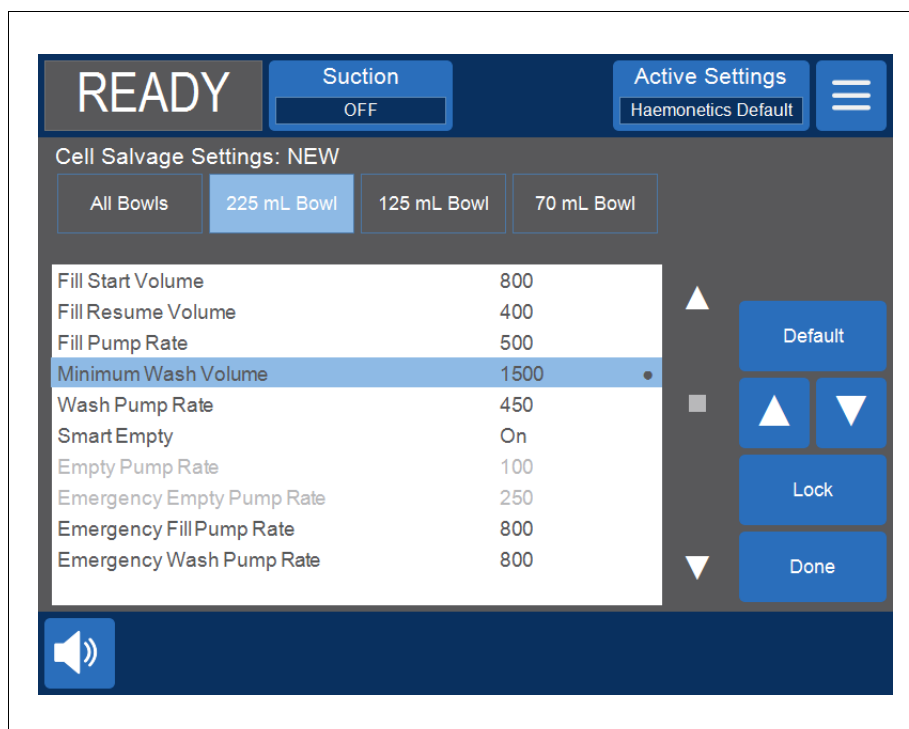 READY
Suction
OFF
Active Settings
Haemonetics Default
Cell Salvage Settings: NEW
All Bowls
225 mL Bowl
125 mL Bowl
70 mL Bowl
Fill Start Volume 800
Fill Resume Volume 400
Fill Pump Rate 500
Minimum Wash Volume 1500
Wash Pump Rate 450
Smart Empty On
Empty Pump Rate 100
Emergency Empty Pump Rate 250
Emergency Fill Pump Rate 800
Emergency Wash Pump Rate 800
Default
Lock
Done